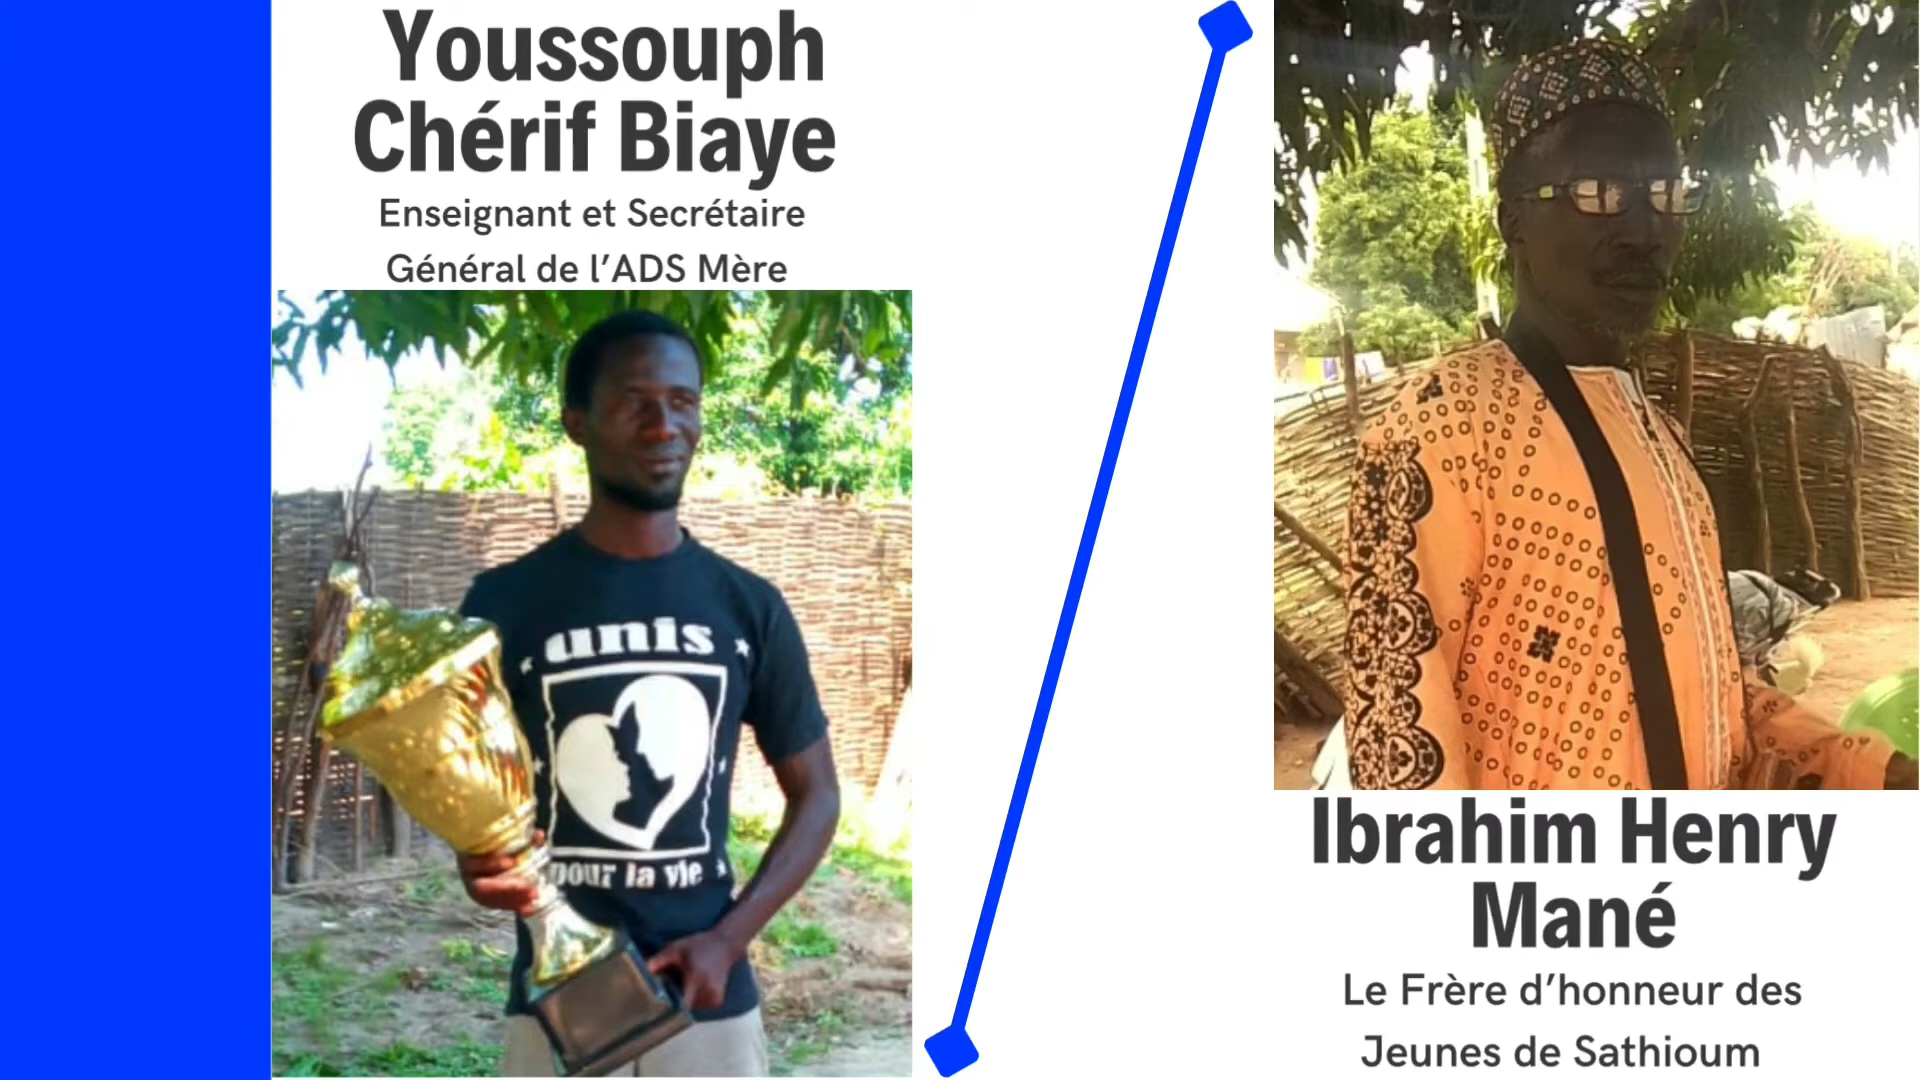 Youssouph
Chérif Biaye
Enseignant et Secrétaire
Général de l'ADS Mère
unis
pour la vie
Ibrahim Henry
Mané
Le Frère d'honneur des
Jeunes de Sathioum